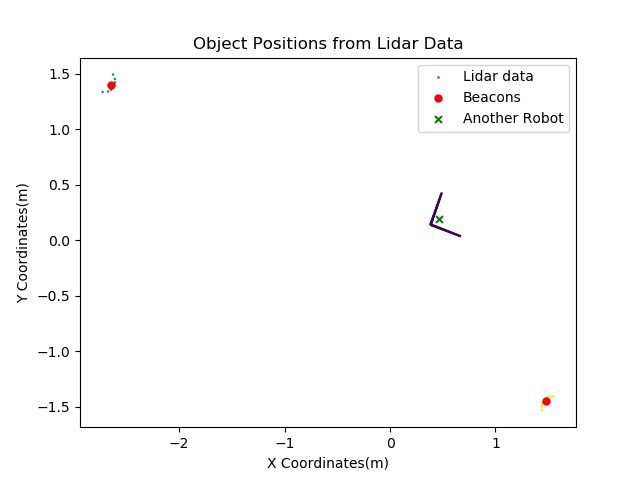 Object Positions from Lidar Data
Lidar data
Beacons
Another Robot
1.5
1.0
0.5
0.0
−0.5
−1.0
−1.5
Y Coordinates(m)
−2
−1
0
1
X Coordinates(m)